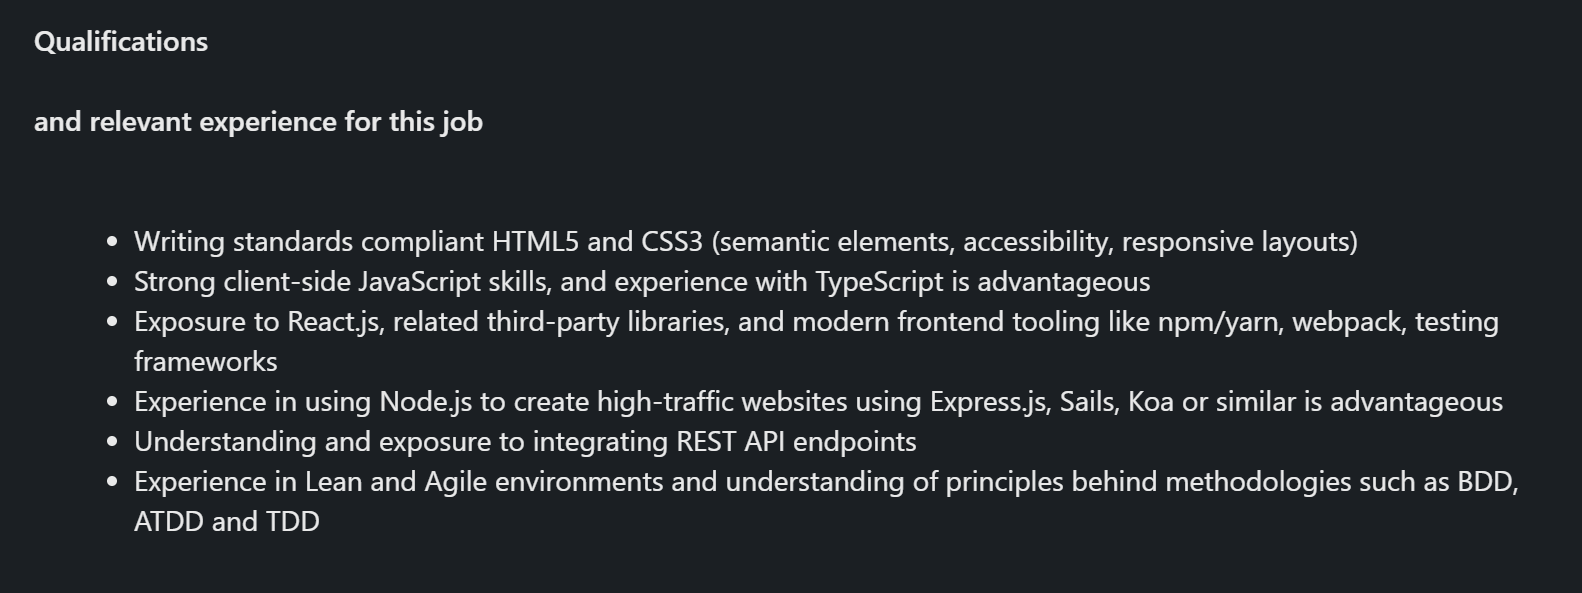 Qualifications
and relevant experience for this job
• Writing standards compliant HTML5 and CSS3 (semantic elements, accessibility, responsive layouts)
• Strong client-side JavaScript skills, and experience with TypeScript is advantageous
• Exposure to React.js, related third-party libraries, and modern frontend tooling like npm/yarn, webpack, testing
frameworks
• Experience in using Node.js to create high-traffic websites using Express.js, Sails, Koa or similar is advantageous
• Understanding and exposure to integrating REST API endpoints
• Experience in Lean and Agile environments and understanding of principles behind methodologies such as BDD,
ATDD and TDD